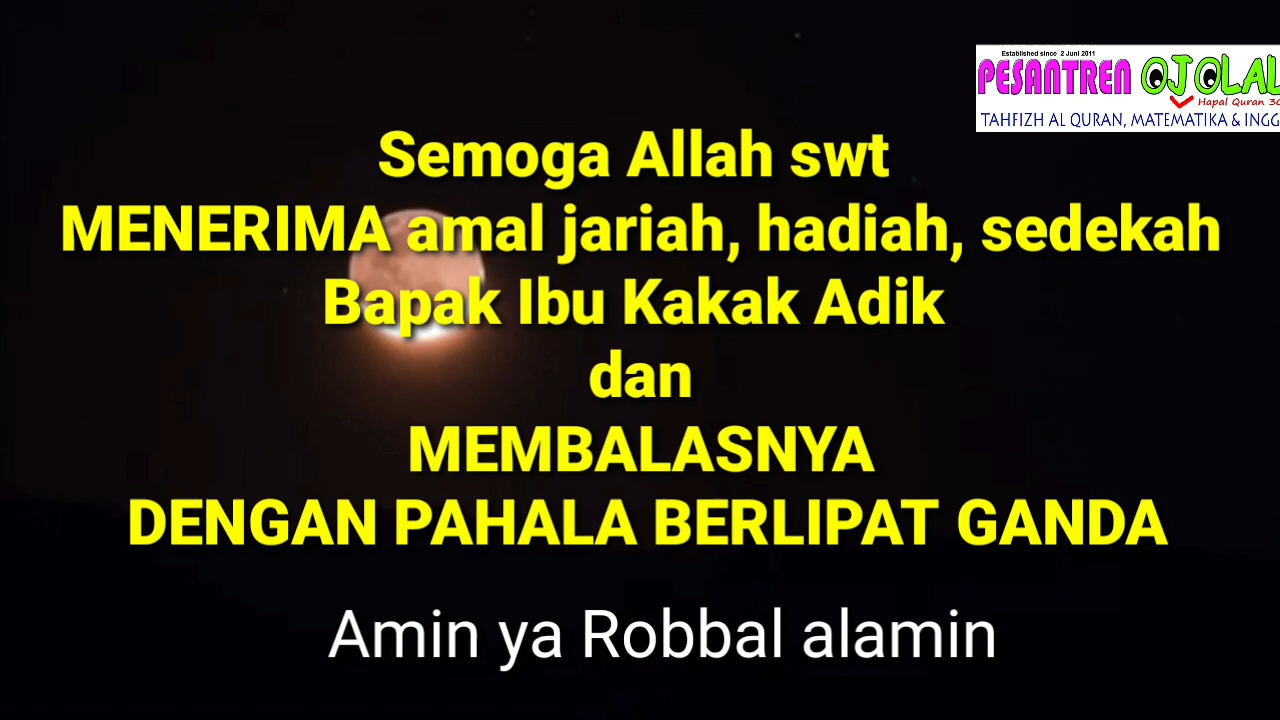 Established since 2 Juni 2011
PESANTREN OJOLAL
Hapal Quran 30
TAHFIZH AL QURAN, MATEMATIKA & INGG
Semoga Allah swt
MENERIMA amal jariah, hadiah, sedekah
Bapak Ibu Kakak Adik
dan
MEMBALASNYA
DENGAN PAHALA BERLIPAT GANDA
Amin ya Robbal alamin